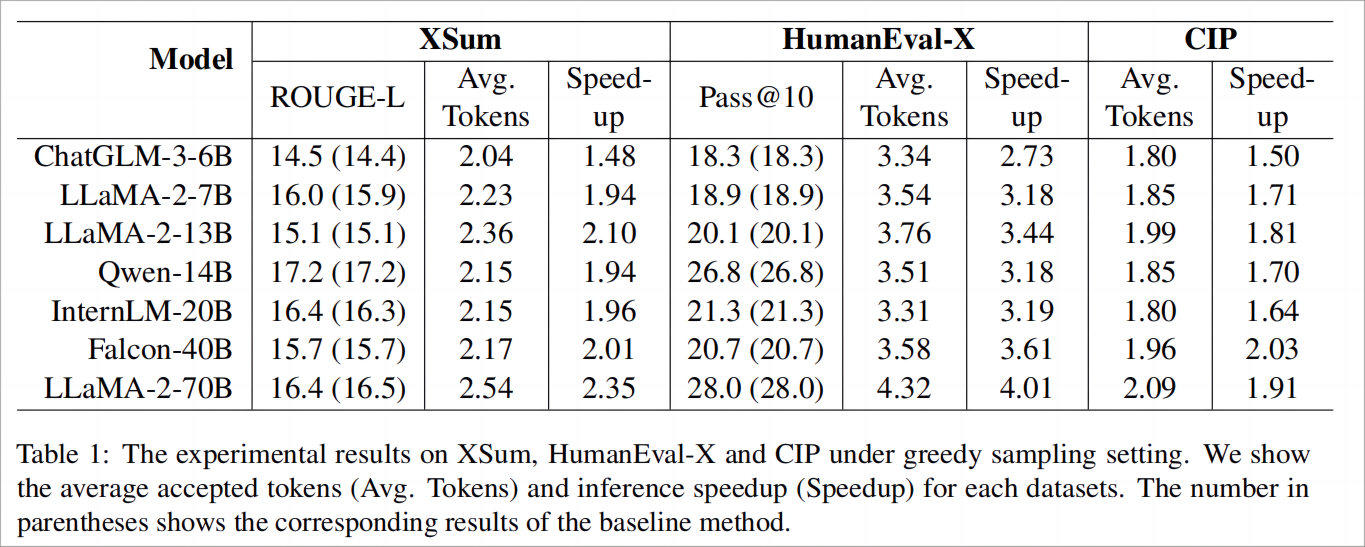 Model XSum HumanEval-X CIP
ROUGE-L Avg. Tokens Speed-up Pass@10 Avg. Tokens Speed-up Avg. Tokens Speed-up
ChatGLM-3-6B 14.5 (14.4) 2.04 1.48 18.3 (18.3) 3.34 2.73 1.80 1.50
LLaMA-2-7B 16.0 (15.9) 2.23 1.94 18.9 (18.9) 3.54 3.18 1.85 1.71
LLaMA-2-13B 15.1 (15.1) 2.36 2.10 20.1 (20.1) 3.76 3.44 1.99 1.81
Qwen-14B 17.2 (17.2) 2.15 1.94 26.8 (26.8) 3.51 3.18 1.85 1.70
InternLM-20B 16.4 (16.3) 2.15 1.96 21.3 (21.3) 3.31 3.19 1.80 1.64
Falcon-40B 15.7 (15.7) 2.17 2.01 20.7 (20.7) 3.58 3.61 1.96 2.03
LLaMA-2-70B 16.4 (16.5) 2.54 2.35 28.0 (28.0) 4.32 4.01 2.09 1.91
Table 1: The experimental results on XSum, HumanEval-X and CIP under greedy sampling setting. We show
the average accepted tokens (Avg. Tokens) and inference speedup (Speedup) for each datasets. The number in
parentheses shows the corresponding results of the baseline method.